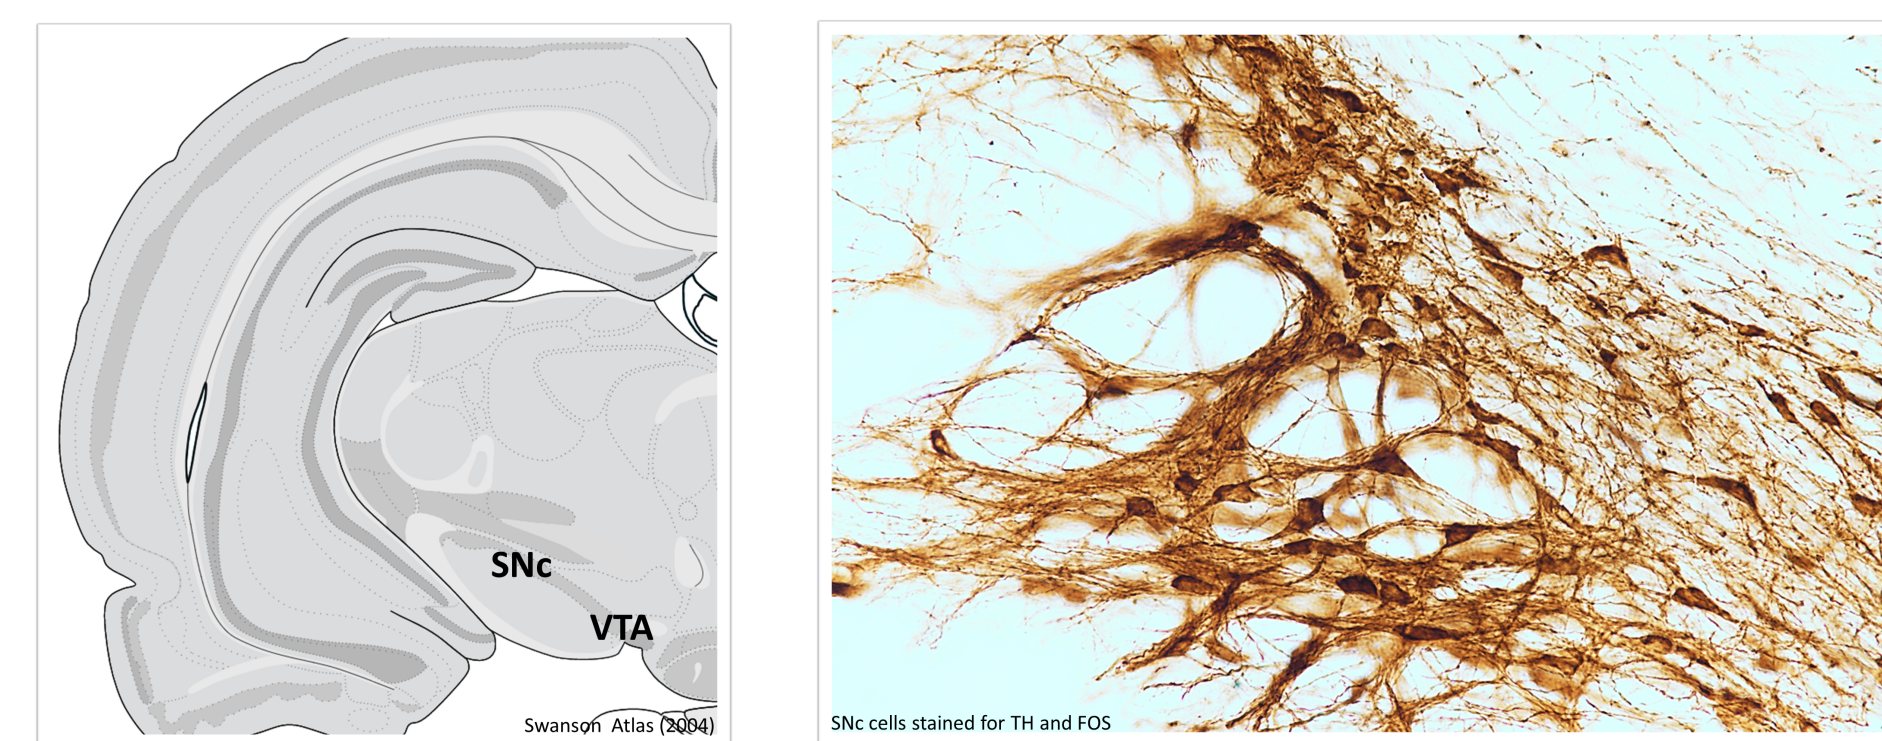 SNc
VTA
Swanson Atlas (2004)
SNc cells stained for TH and FOS